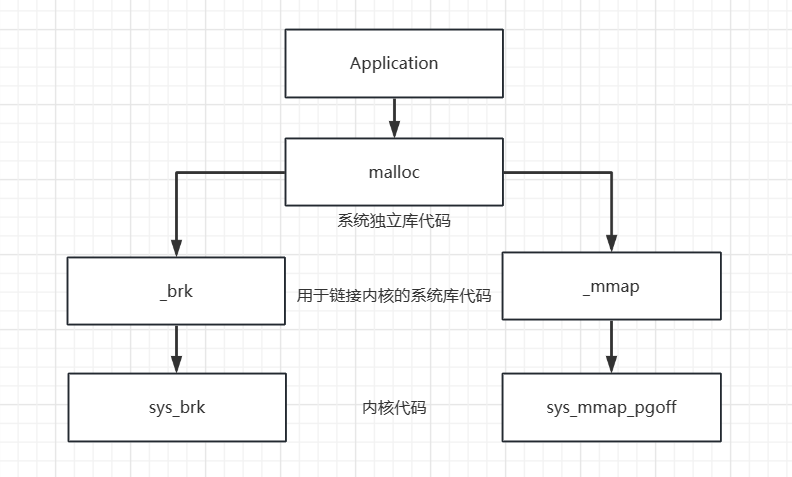 Application
malloc
系统独立库代码
_brk
用于链接内核的系统库代码
_mmap
sys_brk
内核代码
sys_mmap_pgoff